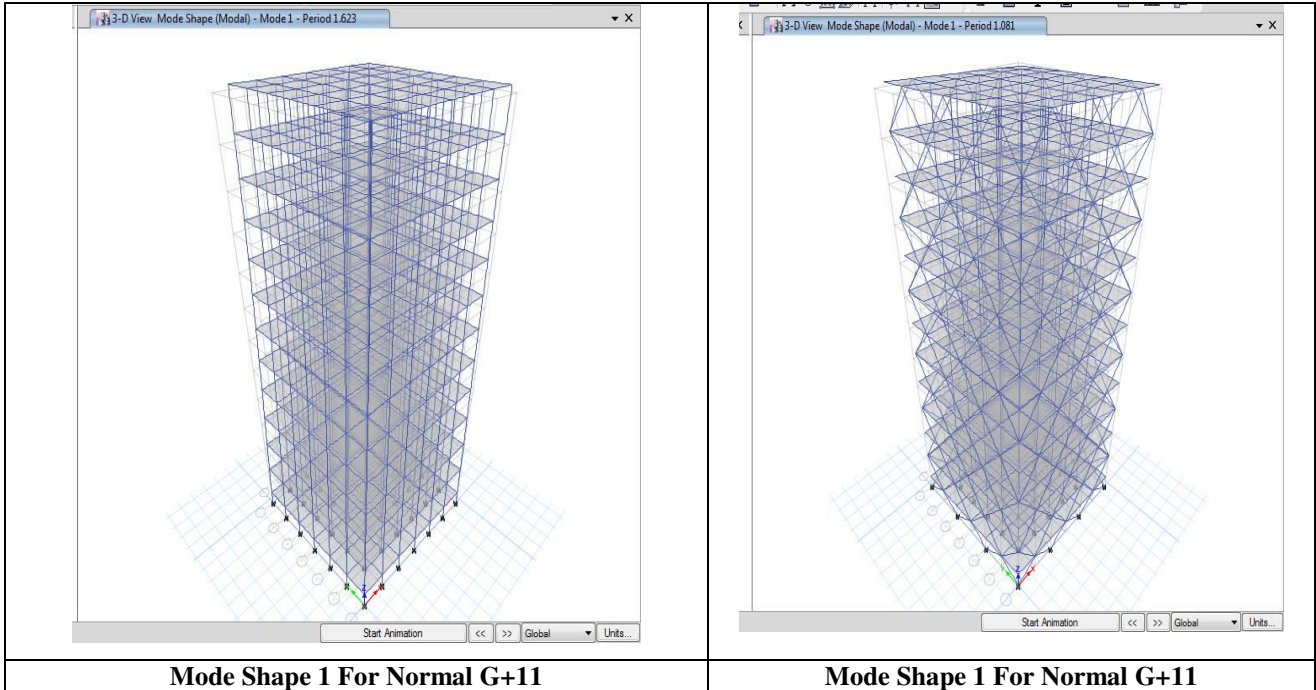 3-D View Mode Shape (Modal) - Mode 1 - Period 1.623
X
Start Animation
<<
>>
Global
Units...
Mode Shape 1 For Normal G+11
3-D View Mode Shape (Modal) - Mode 1 - Period 1.081
X
Z
Y
X
Start Animation
<<
>>
Global
Units...
Mode Shape 1 For Normal G+11